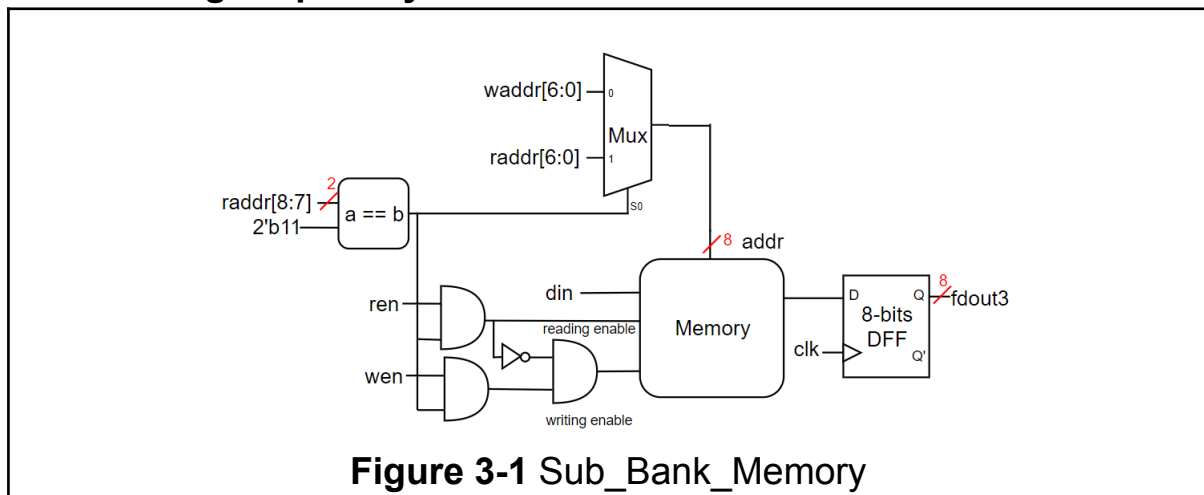 waddr[6:0]
0
Mux
raddr[6:0]
1
S0
2
raddr[8:7]
2'b11
a == b
8 addr
ren
din
reading enable
Memory
wen
writing enable
D
Q
8-bits
DFF
clk
Q'
8
fdout3
Figure 3-1 Sub_Bank_Memory